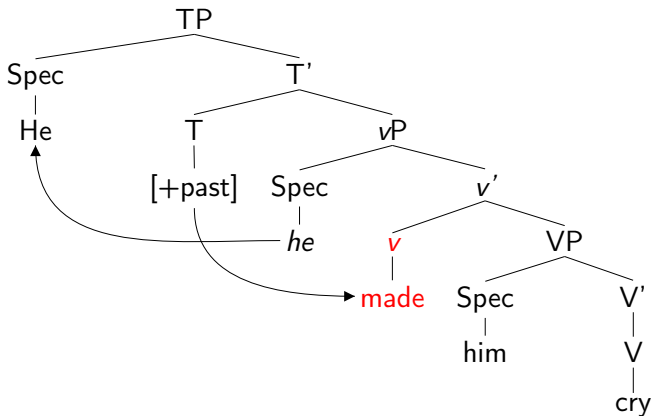 TP
Spec T'
He T vP
[+past] Spec v'
he v VP
made Spec V'
him V
cry